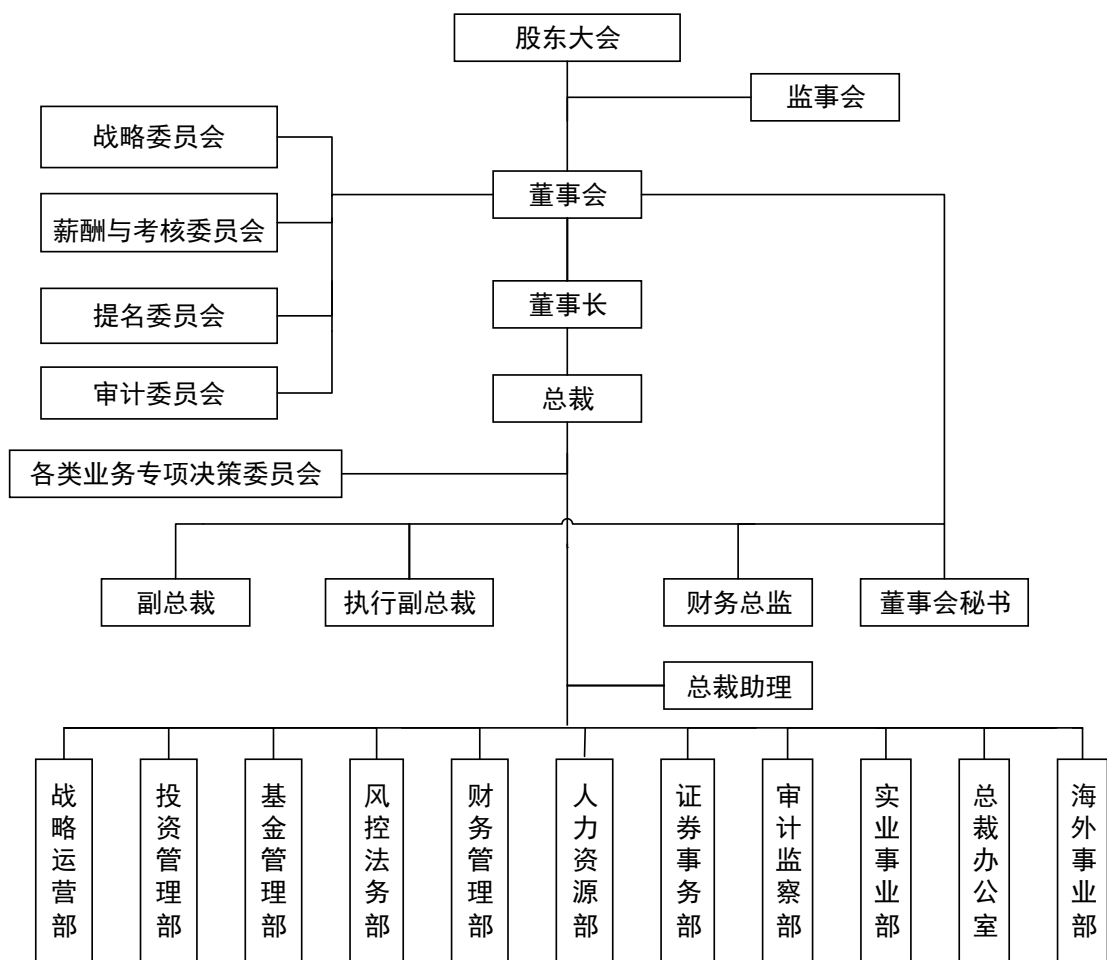 股东大会
监事会
战略委员会
董事会
薪酬与考核委员会
董事长
提名委员会
总裁
审计委员会
各类业务专项决策委员会
副总裁
执行副总裁
财务总监
董事会秘书
总裁助理
战略运营部
投资管理部
基金管理部
风控法务部
财务管理部
人力资源部
证券事务部
审计监察部
实业事业部
总裁办公室
海外事业部